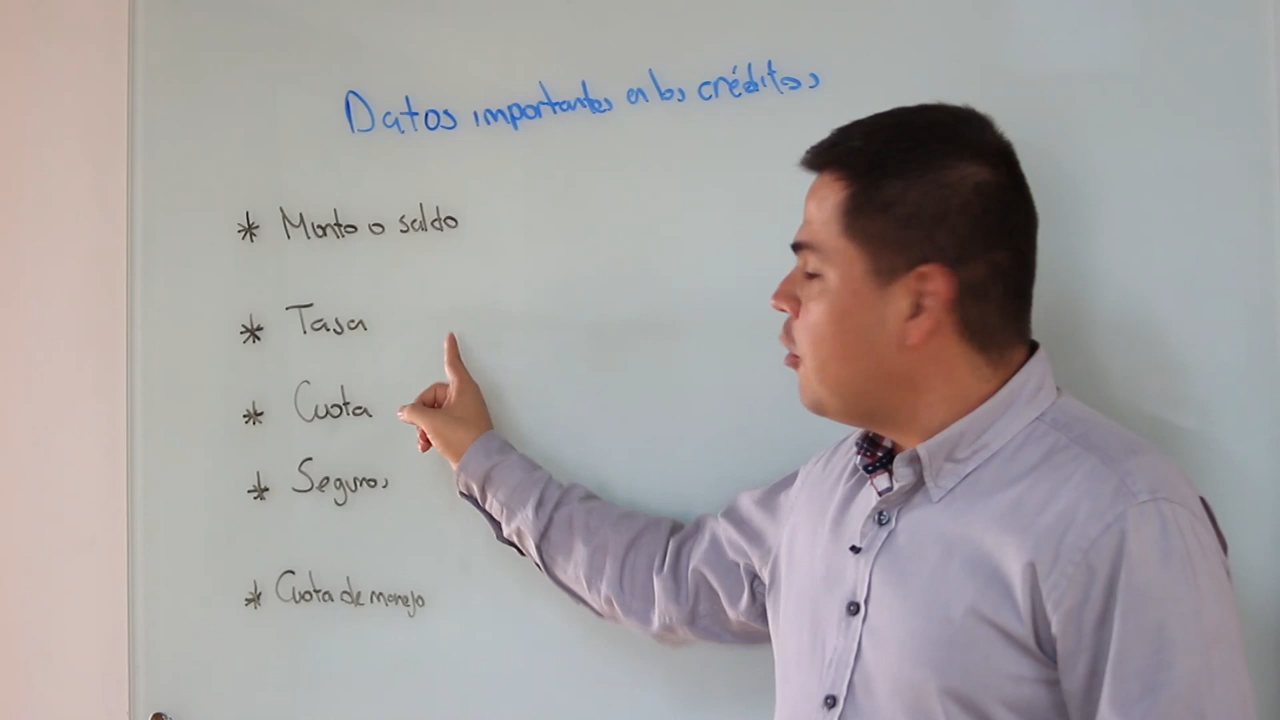 Datos importantes en los créditos
* Monto o saldo
* Tasa
* Cuota
* Seguros
* Cuota de manejo